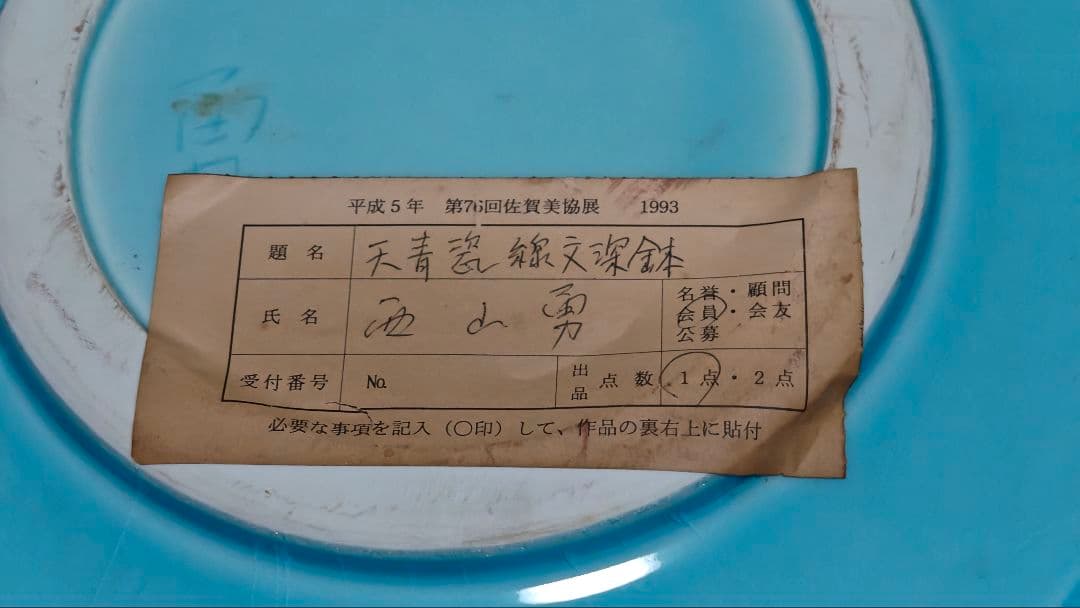 平成5年 第76回佐賀美協展 1993
題名 天青瓷線文深鉢
氏名 西山勇 名誉・顧問
会員・会友
公募
受付番号 No. 出品点数 1点・2点
必要な事項を記入(○印)して、作品の裏右上に貼付